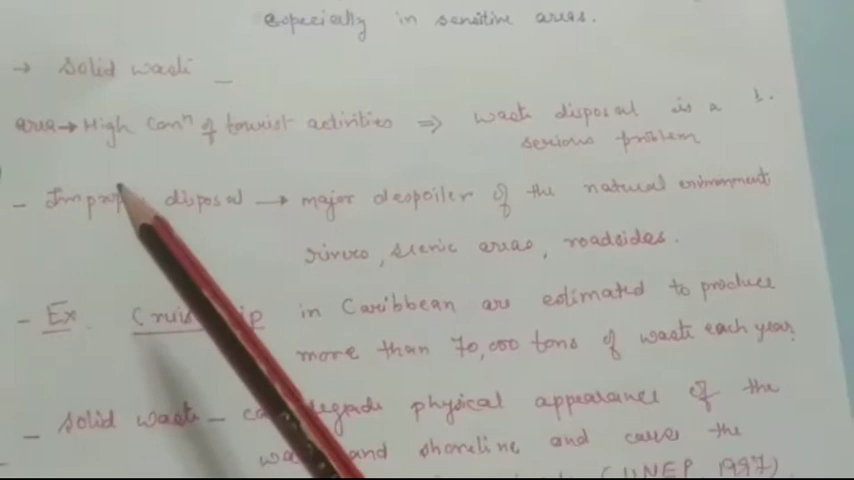 especially in sensitive areas.
→ Solid waste _
area → High Conⁿ of tourist activities ⇒ waste disposal is a 1.
serious problem
- disposal → major despoiler of the natural environment
rivers, scenic areas, roadsides.
- Ex. in Caribbean are estimated to produce
more than 70,000 tons of waste each year.
- solid waste - physical appearance of the
and shoreline and cause the
(UNEP, 1997)